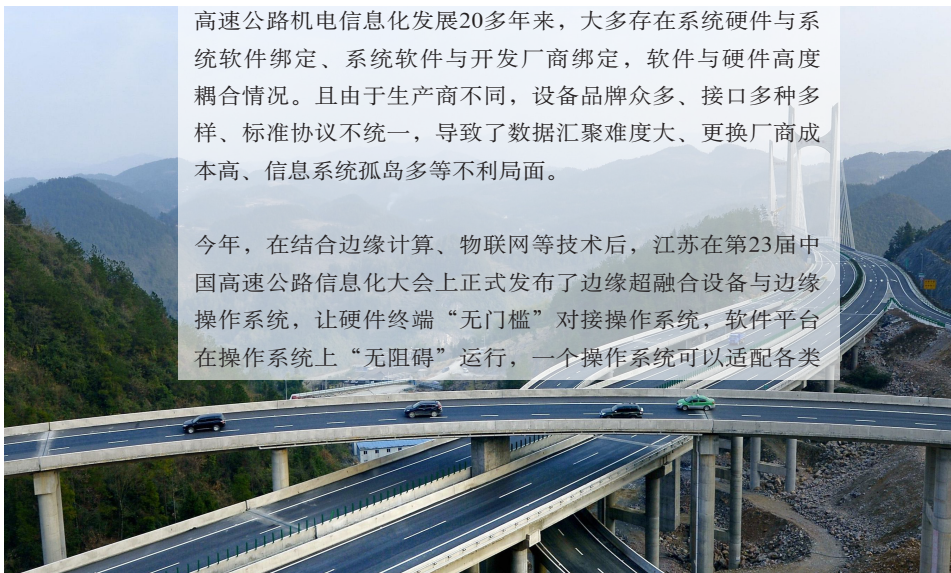 高速公路机电信息化发展20多年来，大多存在系统硬件与系
统软件绑定、系统软件与开发厂商绑定，软件与硬件高度
耦合情况。且由于生产商不同，设备品牌众多、接口多种多
样、标准协议不统一，导致了数据汇聚难度大、更换厂商成
本高、信息系统孤岛多等不利局面。
今年，在结合边缘计算、物联网等技术后，江苏在第23届中
国高速公路信息化大会上正式发布了边缘超融合设备与边缘
操作系统，让硬件终端“无门槛”对接操作系统，软件平台
在操作系统上“无阻碍”运行，一个操作系统可以适配各类